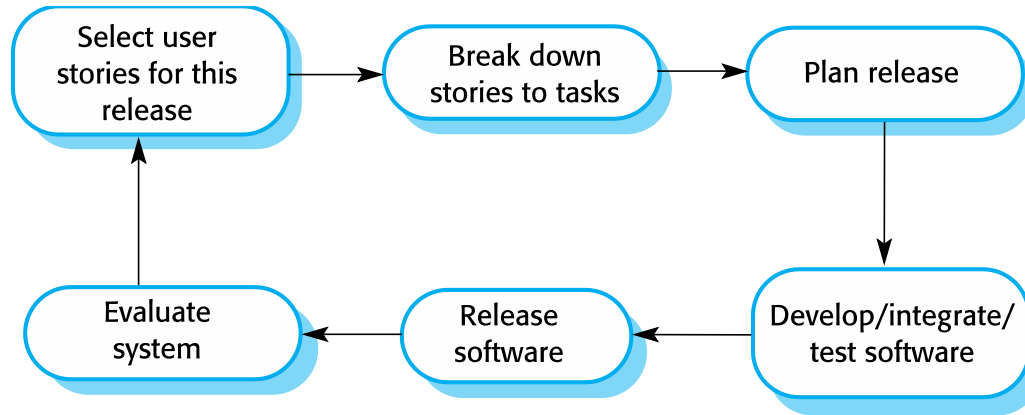 Select user
stories for this
release
Break down
stories to tasks
Plan release
Evaluate
system
Release
software
Develop/integrate/
test software